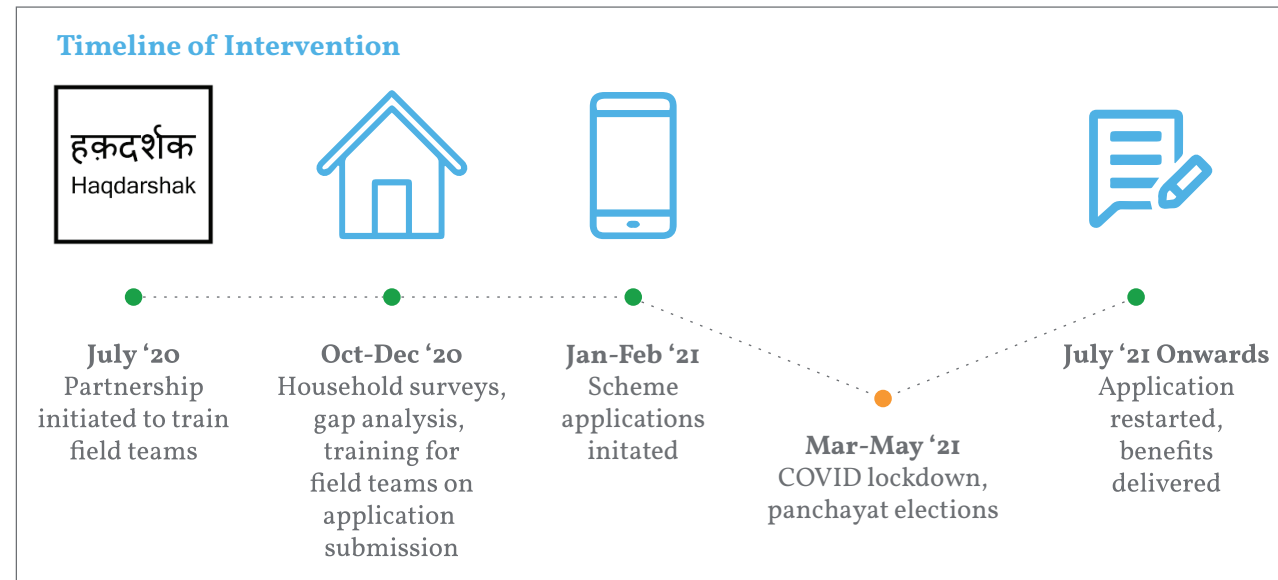 Timeline of Intervention
हक़दर्शक
Haqdarshak
July ‘20
Partnership
initiated to train
field teams
Oct-Dec ‘20
Household surveys,
gap analysis,
training for
field teams on
application
submission
Jan-Feb ‘21
Scheme
applications
initated
Mar-May ‘21
COVID lockdown,
panchayat elections
July ‘21 Onwards
Application
restarted,
benefits
delivered